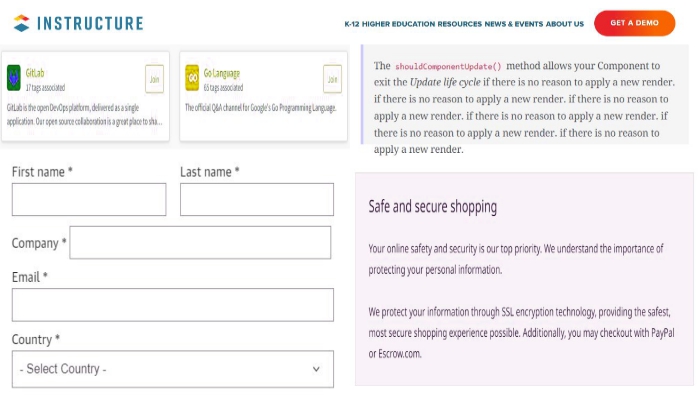 INSTRUCTURE
K-12 HIGHER EDUCATION RESOURCES NEWS & EVENTS ABOUT US
GET A DEMO
GitLab
17 tags associated
Join
GitLab is the open DevOps platform, delivered as a single
application. Our open source collaboration is a great place to sha...
Go Language
65 tags associated
Join
The official Q&A channel for Google's Go Programming Language.
The shouldComponentUpdate() method allows your Component to
exit the Update life cycle if there is no reason to apply a new render.
if there is no reason to apply a new render. if there is no reason to
apply a new render. if there is no reason to apply a new render. if
there is no reason to apply a new render. if there is no reason to
apply a new render.
First name *
Last name *
Company *
Email *
Country *
- Select Country -
Safe and secure shopping
Your online safety and security is our top priority. We understand the importance of
protecting your personal information.
We protect your information through SSL encryption technology, providing the safest,
most secure shopping experience possible. Additionally, you may checkout with PayPal
or Escrow.com.